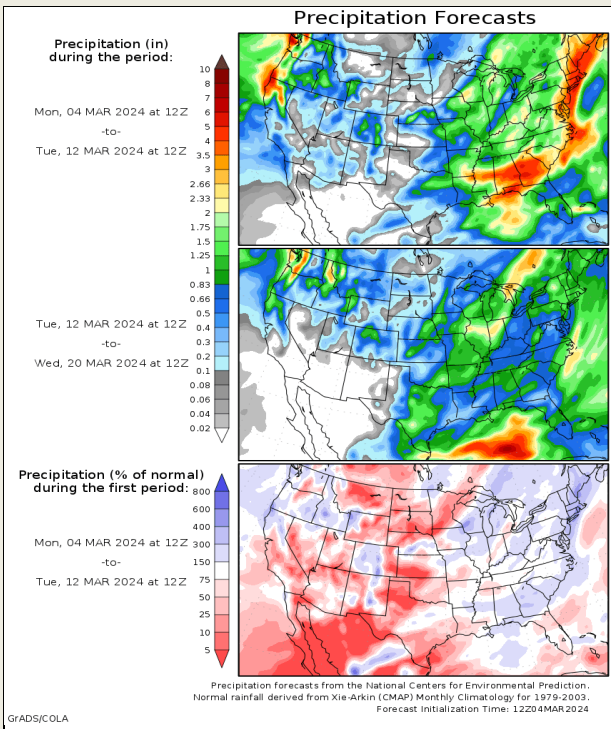 Precipitation Forecasts
Precipitation (in)
during the period:
Mon, 04 MAR 2024 at 12Z
-to-
Tue, 12 MAR 2024 at 12Z
10
8
7
6
5
4
3.5
3
2.66
2.33
2
1.75
1.5
1.25
1
0.83
0.66
0.5
0.4
0.3
0.2
0.1
0.08
0.06
0.04
0.02
Tue, 12 MAR 2024 at 12Z
-to-
Wed, 20 MAR 2024 at 12Z
Precipitation (% of normal)
during the first period:
Mon, 04 MAR 2024 at 12Z
-to-
Tue, 12 MAR 2024 at 12Z
800
600
400
300
150
75
50
25
10
5
Precipitation forecasts from the National Centers for Environmental Prediction.
Normal rainfall derived from Xie-Arkin (CMAP) Monthly Climatology for 1979-2003.
Forecast Initialization Time: 12Z04MAR2024
GrADS/COLA